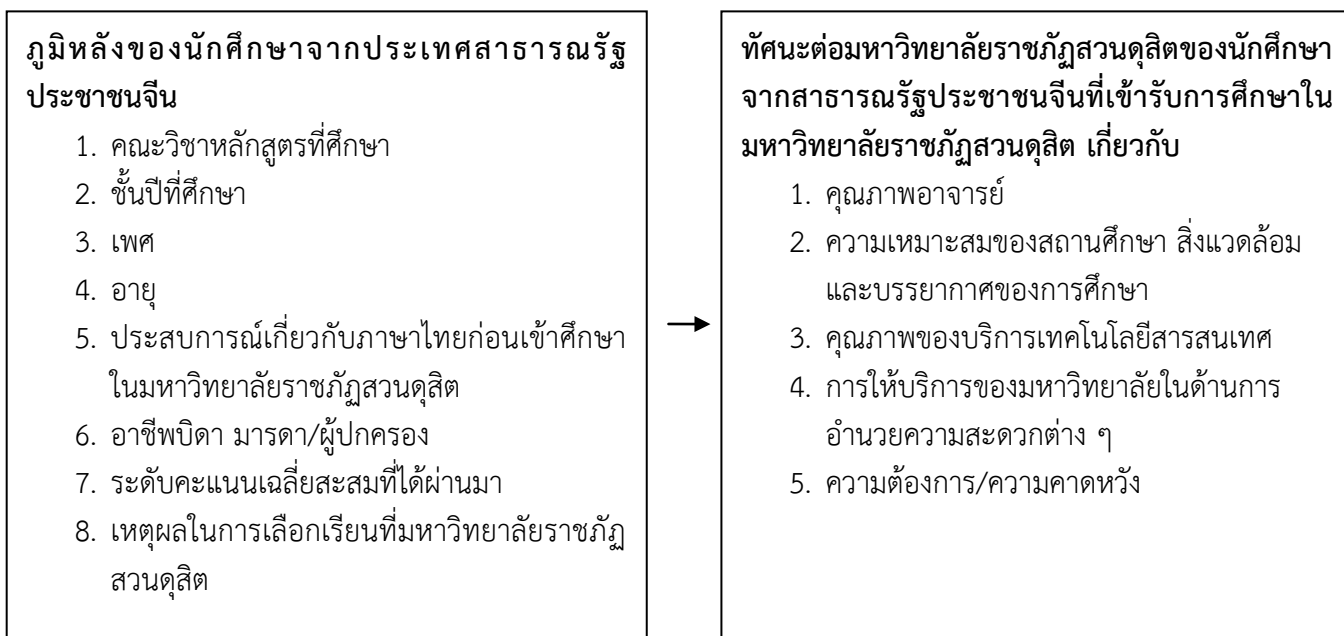 ภูมิหลังของนักศึกษาจากประเทศสาธารณรัฐ
ประชาชนจีน
1. คณะวิชาหลักสูตรที่ศึกษา
2. ชั้นปีที่ศึกษา
3. เพศ
4. อายุ
5. ประสบการณ์เกี่ยวกับภาษาไทยก่อนเข้าศึกษา
ในมหาวิทยาลัยราชภัฏสวนดุสิต
6. อาชีพบิดา มารดา/ผู้ปกครอง
7. ระดับคะแนนเฉลี่ยสะสมที่ได้ผ่านมา
8. เหตุผลในการเลือกเรียนที่มหาวิทยาลัยราชภัฏ
สวนดุสิต
ทัศนะต่อมหาวิทยาลัยราชภัฏสวนดุสิตของนักศึกษา
จากสาธารณรัฐประชาชนจีนที่เข้ารับการศึกษาใน
มหาวิทยาลัยราชภัฏสวนดุสิต เกี่ยวกับ
1. คุณภาพอาจารย์
2. ความเหมาะสมของสถานศึกษา สิ่งแวดล้อม
และบรรยากาศของการศึกษา
3. คุณภาพของบริการเทคโนโลยีสารสนเทศ
4. การให้บริการของมหาวิทยาลัยในด้านการ
อำนวยความสะดวกต่าง ๆ
5. ความต้องการ/ความคาดหวัง